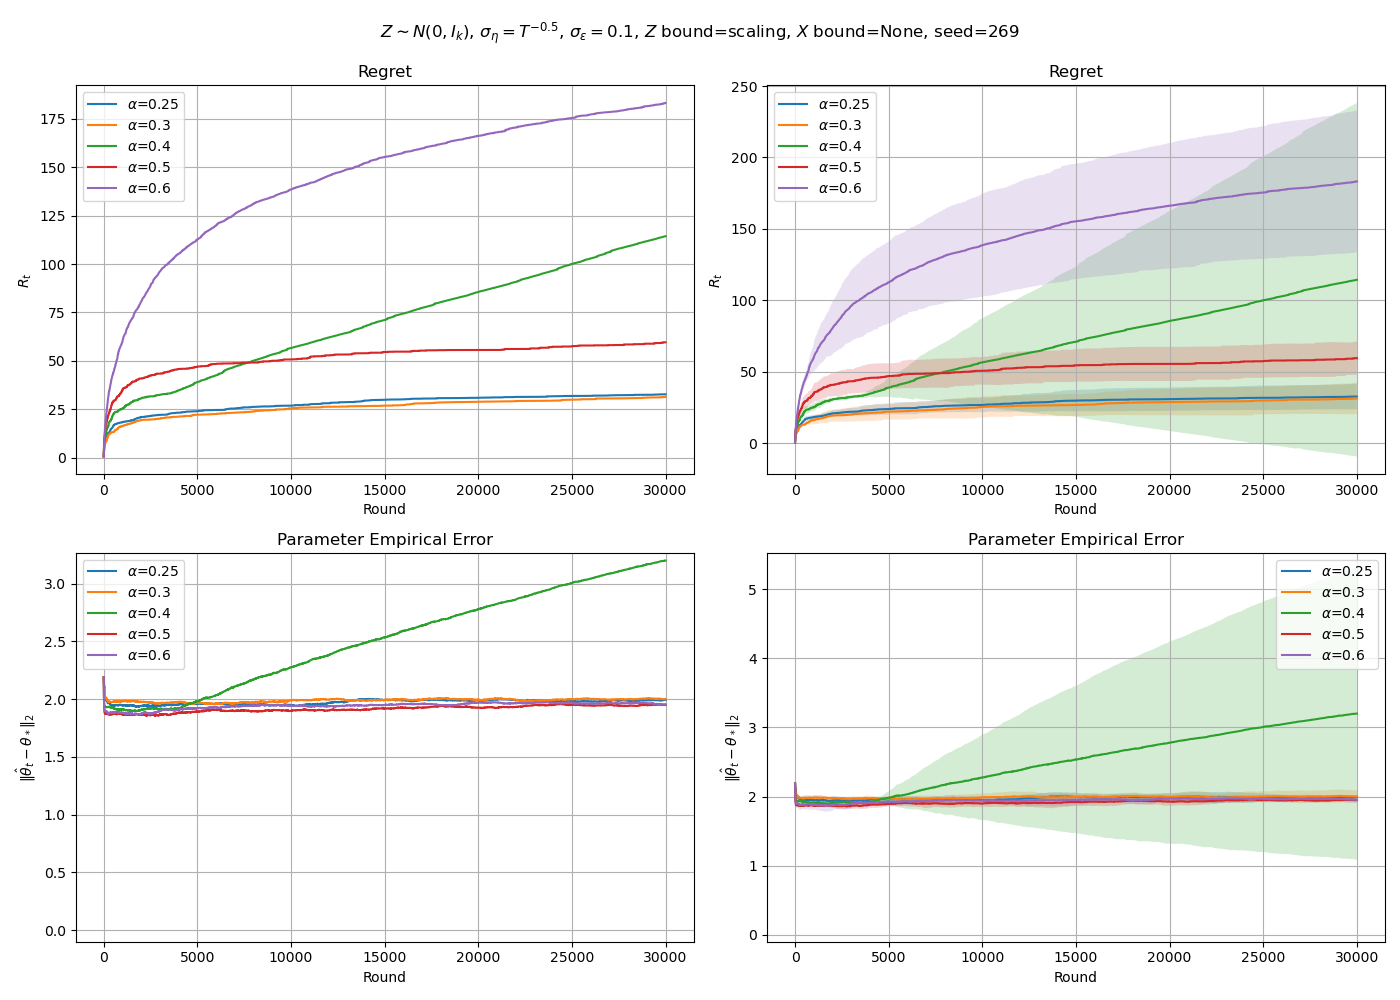 Z ∼ N(0, I_k), σ_η = T^{−0.5}, σ_ε = 0.1, Z bound=scaling, X bound=None, seed=269
Regret
R_t
175
150
125
100
75
50
25
0
α=0.25
α=0.3
α=0.4
α=0.5
α=0.6
0 5000 10000 15000 20000 25000 30000
Round
Regret
R_t
250
200
150
100
50
0
α=0.25
α=0.3
α=0.4
α=0.5
α=0.6
0 5000 10000 15000 20000 25000 30000
Round
Parameter Empirical Error
‖θ̂_t − θ_*‖_2
3.0
2.5
2.0
1.5
1.0
0.5
0.0
α=0.25
α=0.3
α=0.4
α=0.5
α=0.6
0 5000 10000 15000 20000 25000 30000
Round
Parameter Empirical Error
‖θ̂_t − θ_*‖_2
5
4
3
2
1
0
α=0.25
α=0.3
α=0.4
α=0.5
α=0.6
0 5000 10000 15000 20000 25000 30000
Round